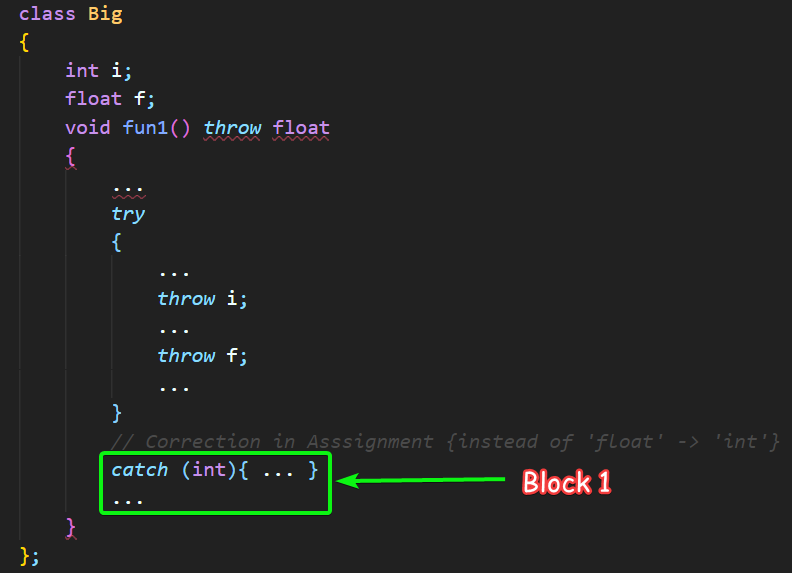 class Big
{
int i;
float f;
void fun1() throw float
{
...
try
{
...
throw i;
...
throw f;
...
}
// Correction in Asssignment {instead of 'float' -> 'int'}
catch (int){ ... }
...
Block 1
}
};